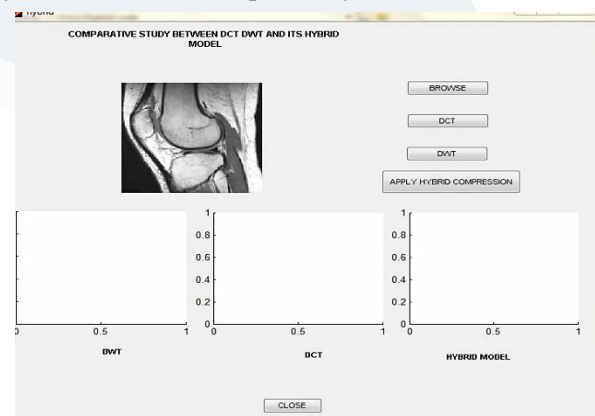 hybrid
COMPARATIVE STUDY BETWEEN DCT DWT AND ITS HYBRID
MODEL
BROWSE
DCT
DWT
APPLY HYBRID COMPRESSION
1
0.8
0.6
0.4
0.2
0
1
0.8
0.6
0.4
0.2
0
0 0.5 1
0 0.5 1
0 0.5 1
DWT
DCT
HYBRID MODEL
CLOSE